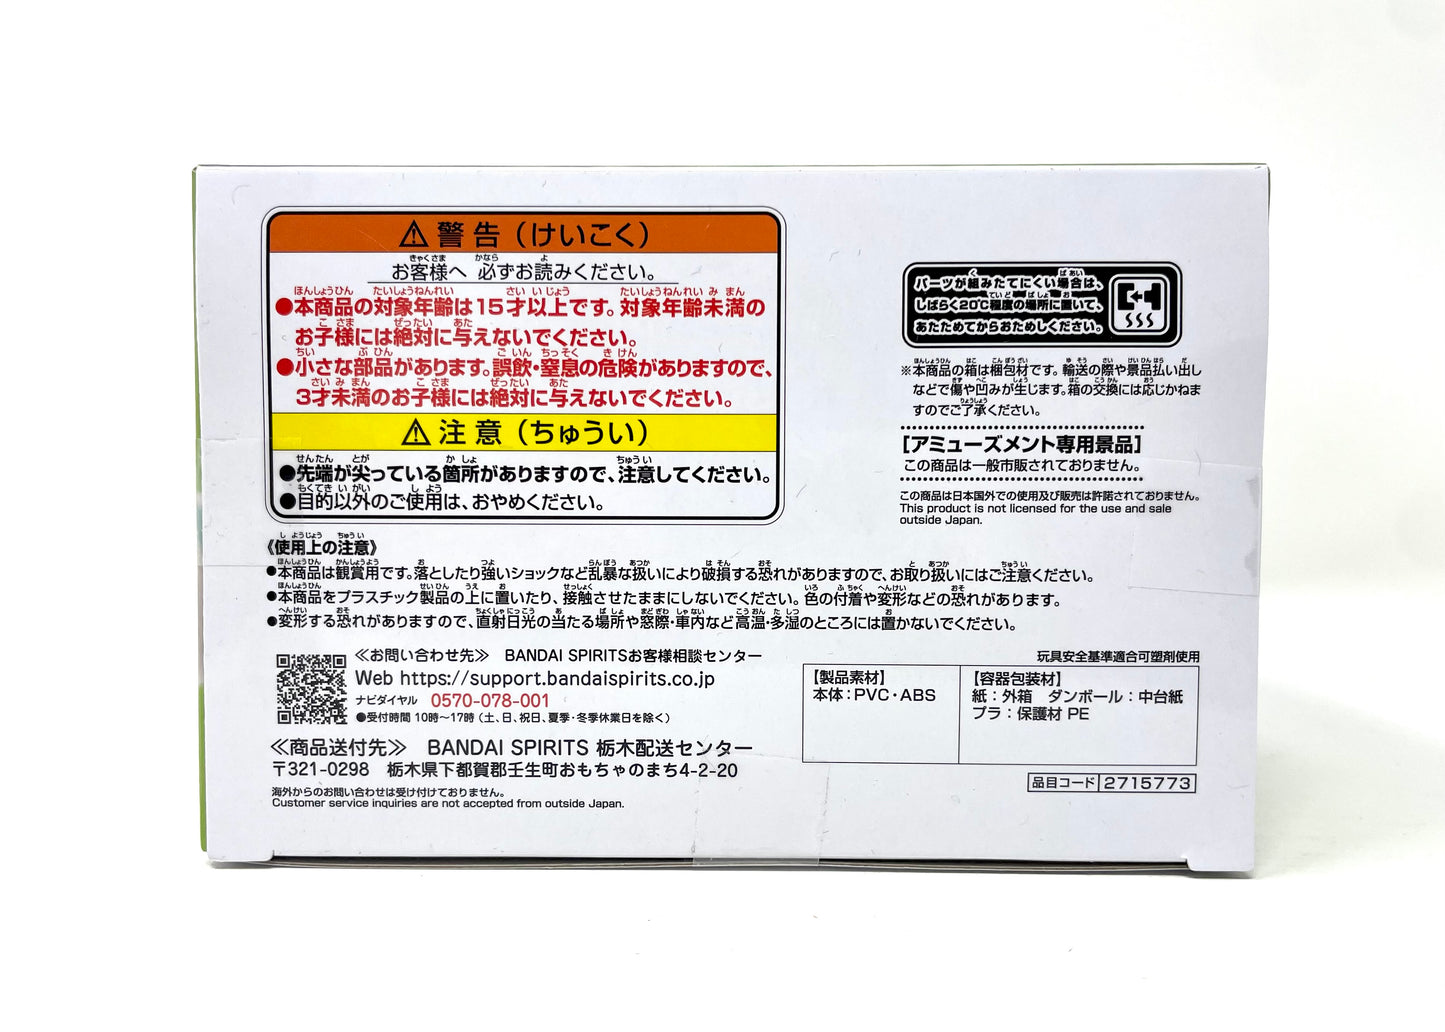 ⚠警告（けいこく）
お客様へ 必ずお読みください。
●本商品の対象年齢は15才以上です。対象年齢未満の
お子様には絶対に与えないでください。
●小さな部品があります。誤飲・窒息の危険がありますので、
3才未満のお子様には絶対に与えないでください。
⚠注意（ちゅうい）
●先端が尖っている箇所がありますので、注意してください。
●目的以外のご使用は、おやめください。
パーツが組みたてにくい場合は、
しばらく20℃程度の場所に置いて、
あたためてからおためしください。
※本商品の箱は梱包材です。輸送の際や景品払い出し
などで傷や凹みが生じます。箱の交換には応じかねま
すのでご了承ください。
[アミューズメント専用景品]
この商品は一般市販されておりません。
この商品は日本国外での使用及び販売は許諾されておりません。
This product is not licensed for the use and sale
outside Japan.
《使用上の注意》
●本商品は観賞用です。落としたり強いショックなど乱暴な扱いにより破損する恐れがありますので、お取り扱いにはご注意ください。
●本商品をプラスチック製品の上に置いたり、接触させたままにしないでください。色の付着や変形などの恐れがあります。
●変形する恐れがありますので、直射日光の当たる場所や窓際・車内など高温・多湿のところには置かないでください。
≪お問い合わせ先≫ BANDAI SPIRITSお客様相談センター
Web https://support.bandaispirits.co.jp
ナビダイヤル 0570-078-001
●受付時間 10時～17時（土、日、祝日、夏季・冬季休業日を除く）
≪商品送付先≫ BANDAI SPIRITS 栃木配送センター
〒321-0298 栃木県下都賀郡壬生町おもちゃのまち4-2-20
海外からのお問い合わせは受け付けておりません。
Customer service inquiries are not accepted from outside Japan.
玩具安全基準適合可塑剤使用
【製品素材】
本体：PVC・ABS
【容器包装材】
紙：外箱 ダンボール：中台紙
プラ：保護材 PE
品目コード 2715773